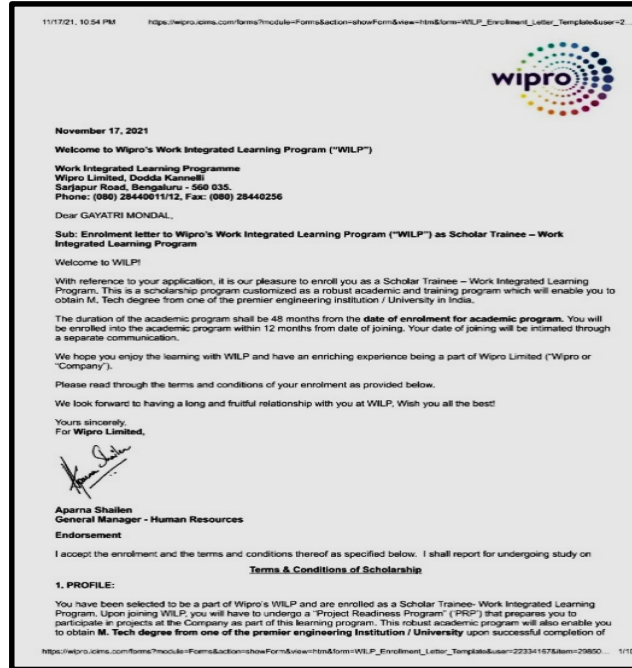 11/17/21, 10:54 PM https://wipro.icims.com/forms?module=Forms&action=showForm&view=htm&form=WILP_Enrollment_Letter_Template&user=2...
wipro
November 17, 2021
Welcome to Wipro's Work Integrated Learning Program ("WILP")
Work Integrated Learning Programme
Wipro Limited, Dodda Kannelli
Sarjapur Road, Bengaluru - 560 035.
Phone: (080) 28440011/12, Fax: (080) 28440256
Dear GAYATRI MONDAL,
Sub: Enrolment letter to Wipro's Work Integrated Learning Program ("WILP") as Scholar Trainee – Work
Integrated Learning Program
Welcome to WILP!
With reference to your application, it is our pleasure to enroll you as a Scholar Trainee – Work Integrated Learning
Program. This is a scholarship program customized as a robust academic and training program which will enable you to
obtain M. Tech degree from one of the premier engineering institution / University in India.
The duration of the academic program shall be 48 months from the date of enrolment for academic program. You will
be enrolled into the academic program within 12 months from date of joining. Your date of joining will be intimated through
a separate communication.
We hope you enjoy the learning with WILP and have an enriching experience being a part of Wipro Limited ("Wipro or
"Company").
Please read through the terms and conditions of your enrolment as provided below.
We look forward to having a long and fruitful relationship with you at WILP, Wish you all the best!
Yours sincerely,
For Wipro Limited,
Aparna Shailen
Aparna Shailen
General Manager - Human Resources
Endorsement
I accept the enrolment and the terms and conditions thereof as specified below. I shall report for undergoing study on
Terms & Conditions of Scholarship
1. PROFILE:
You have been selected to be a part of Wipro's WILP and are enrolled as a Scholar Trainee- Work Integrated Learning
Program. Upon joining WILP, you will have to undergo a "Project Readiness Program" ("PRP") that prepares you to
participate in projects at the Company as part of this learning program. This robust academic program will also enable you
to obtain M. Tech degree from one of the premier engineering Institution / University upon successful completion of
https://wipro.icims.com/forms?module=Forms&action=showForm&view=htm&form=WILP_Enrollment_Letter_Template&user=22334167&item=29850... 1/10